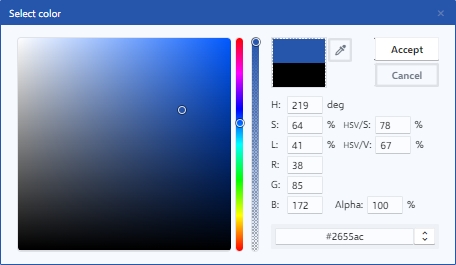 Select color
Accept
Cancel
H: 219 deg
S: 64 % HSV/S: 78 %
L: 41 % HSV/V: 67 %
R: 38
G: 85
B: 172 Alpha: 100 %
#2655ac